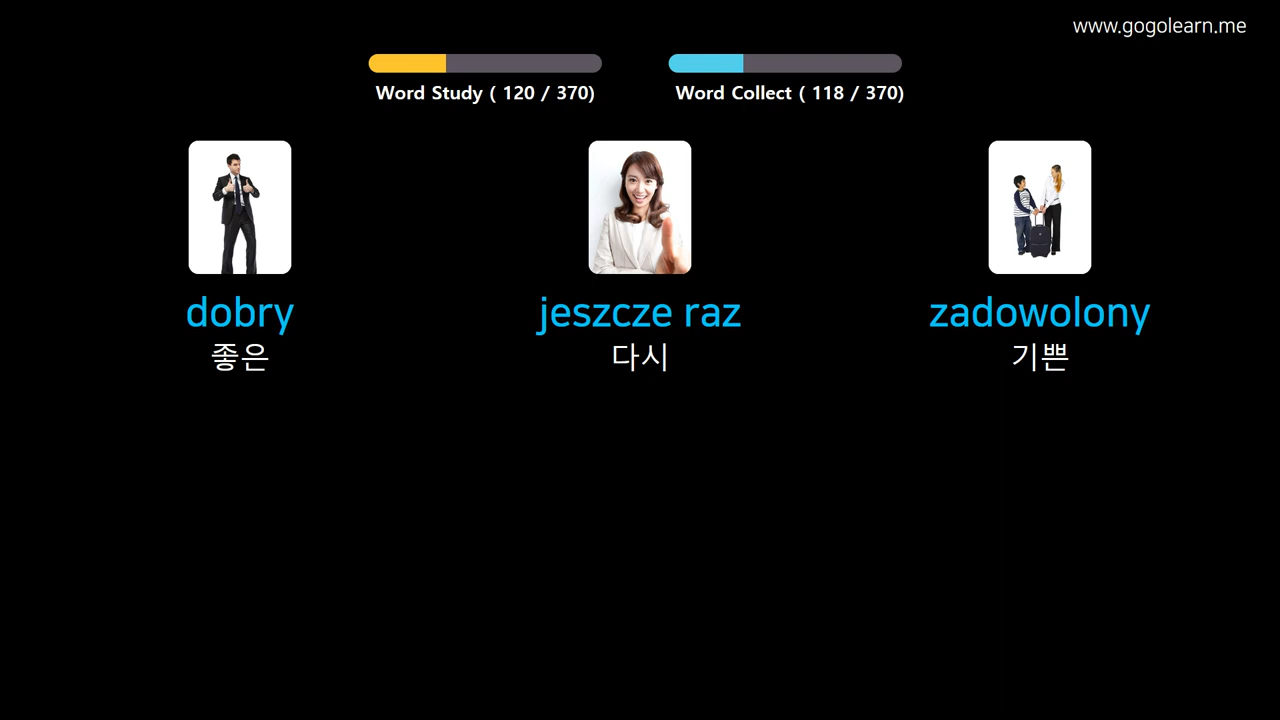 www.gogolearn.me
Word Study ( 120 / 370)
Word Collect ( 118 / 370)
dobry
좋은
jeszcze raz
다시
zadowolony
기쁜